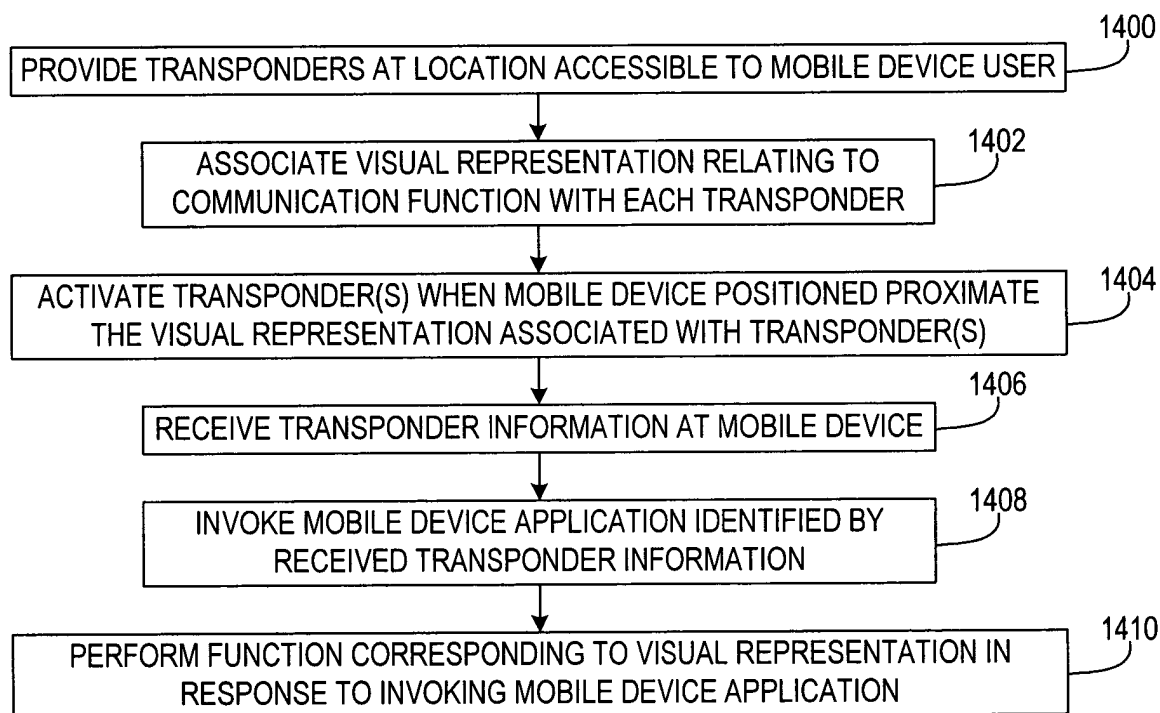 1400
PROVIDE TRANSPONDERS AT LOCATION ACCESSIBLE TO MOBILE DEVICE USER
1402
ASSOCIATE VISUAL REPRESENTATION RELATING TO
COMMUNICATION FUNCTION WITH EACH TRANSPONDER
1404
ACTIVATE TRANSPONDER(S) WHEN MOBILE DEVICE POSITIONED PROXIMATE
THE VISUAL REPRESENTATION ASSOCIATED WITH TRANSPONDER(S)
1406
RECEIVE TRANSPONDER INFORMATION AT MOBILE DEVICE
1408
INVOKE MOBILE DEVICE APPLICATION IDENTIFIED BY
RECEIVED TRANSPONDER INFORMATION
1410
PERFORM FUNCTION CORRESPONDING TO VISUAL REPRESENTATION IN
RESPONSE TO INVOKING MOBILE DEVICE APPLICATION